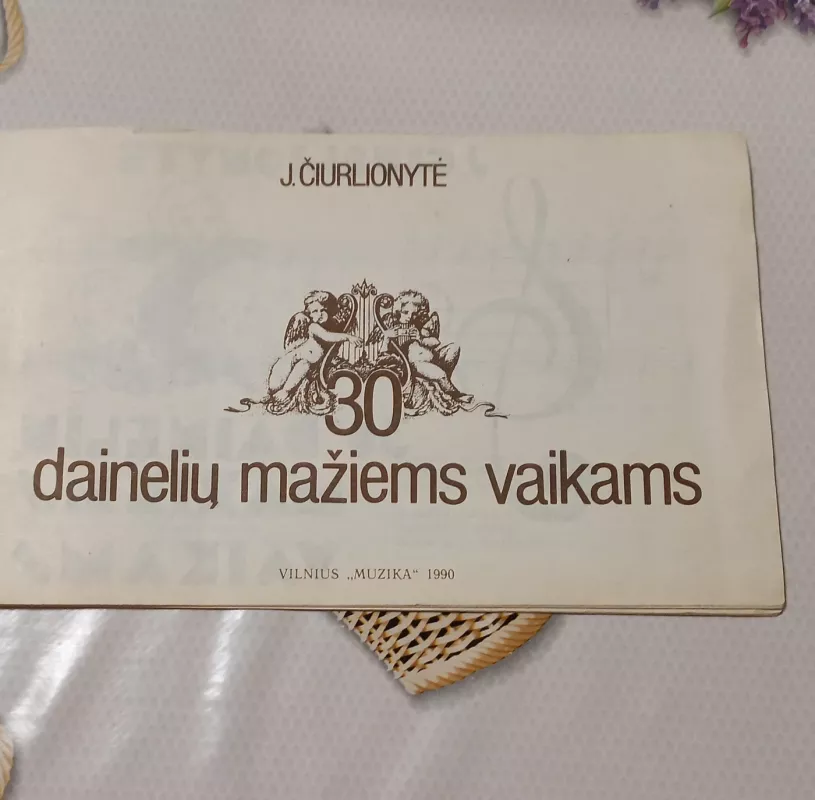 J. ČIURLIONYTĖ
30
dainelių mažiems vaikams
VILNIUS „MUZIKA“ 1990